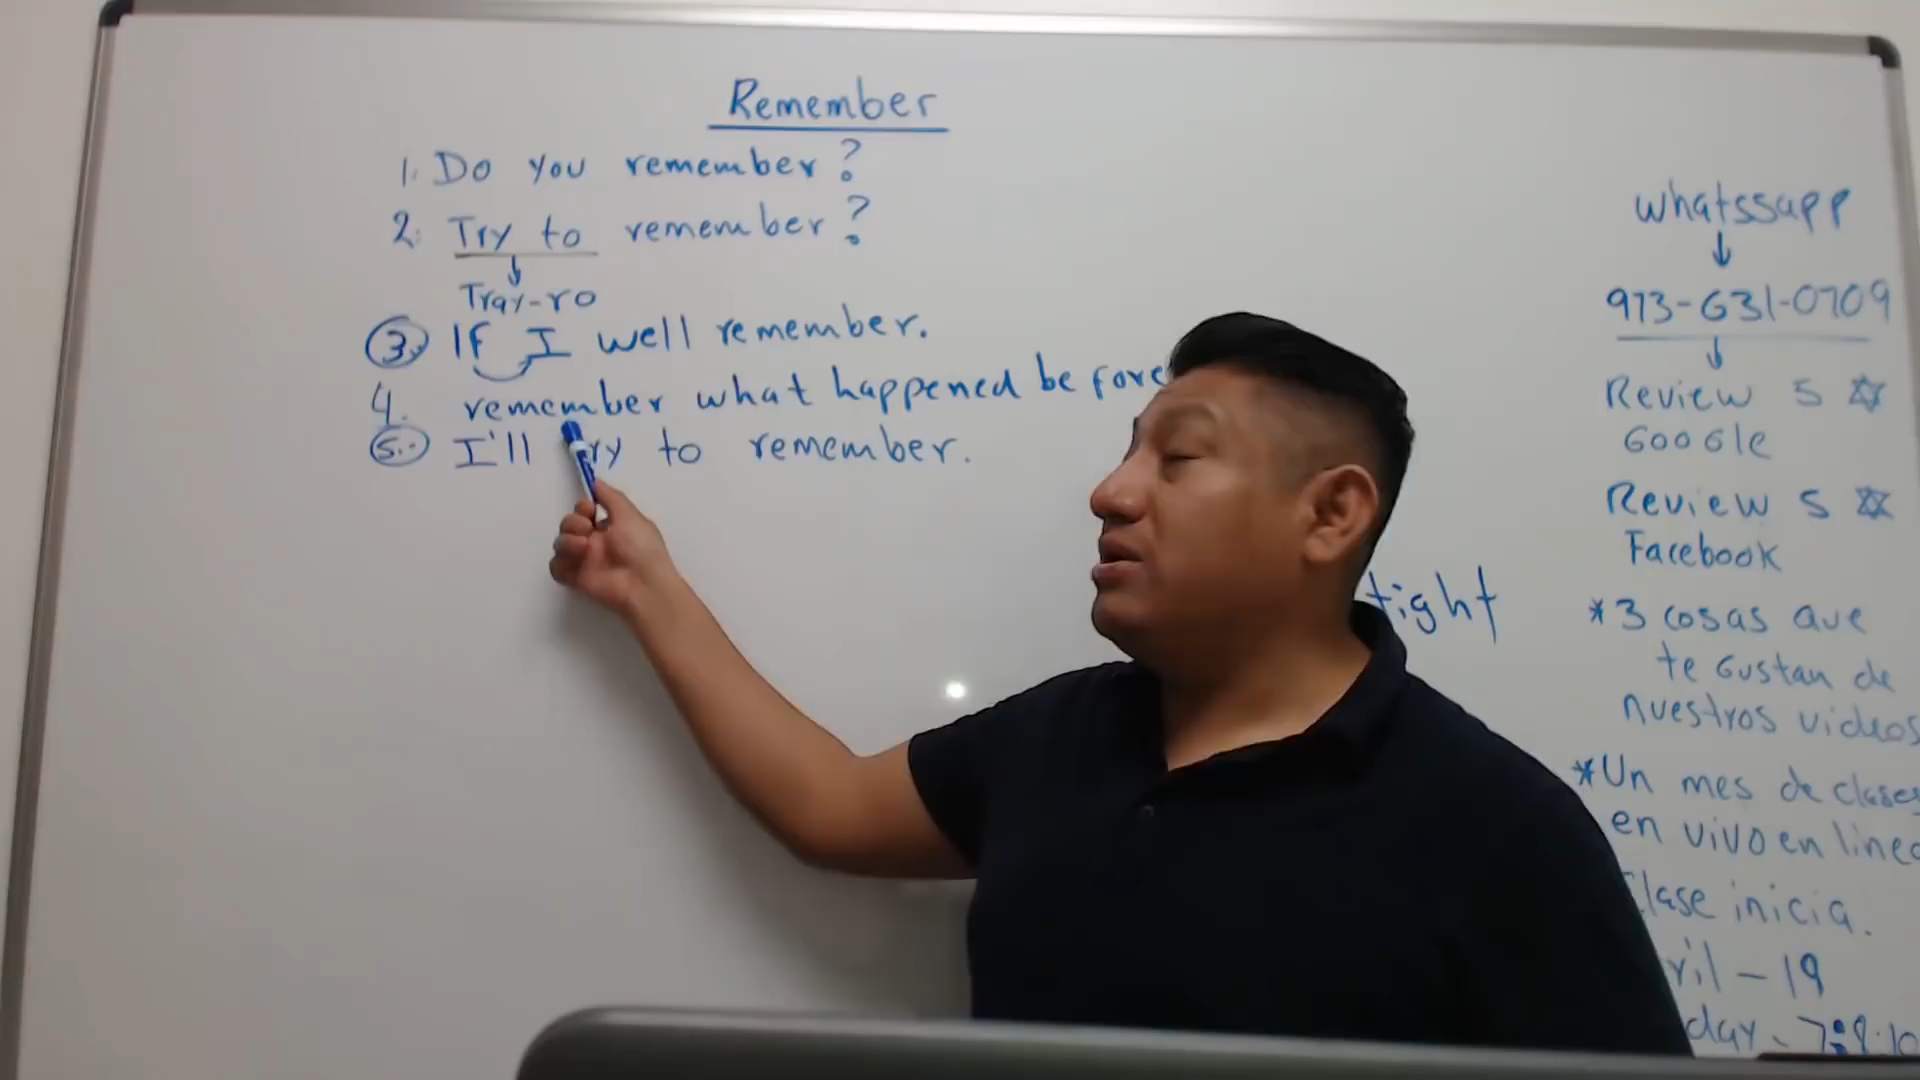 Remember
1. Do you remember?
2. Try to remember?
Tray-ro
3. If I well remember.
4. remember what happened before
5. I'll try to remember.
whatssapp
973-631-0709
Review 5
Google
Review 5
Facebook
tight
*3 cosas que
te Gustan de
nuestros videos
*Un mes de clases
en vivo en linea
Clase inicia.
ril - 19
day